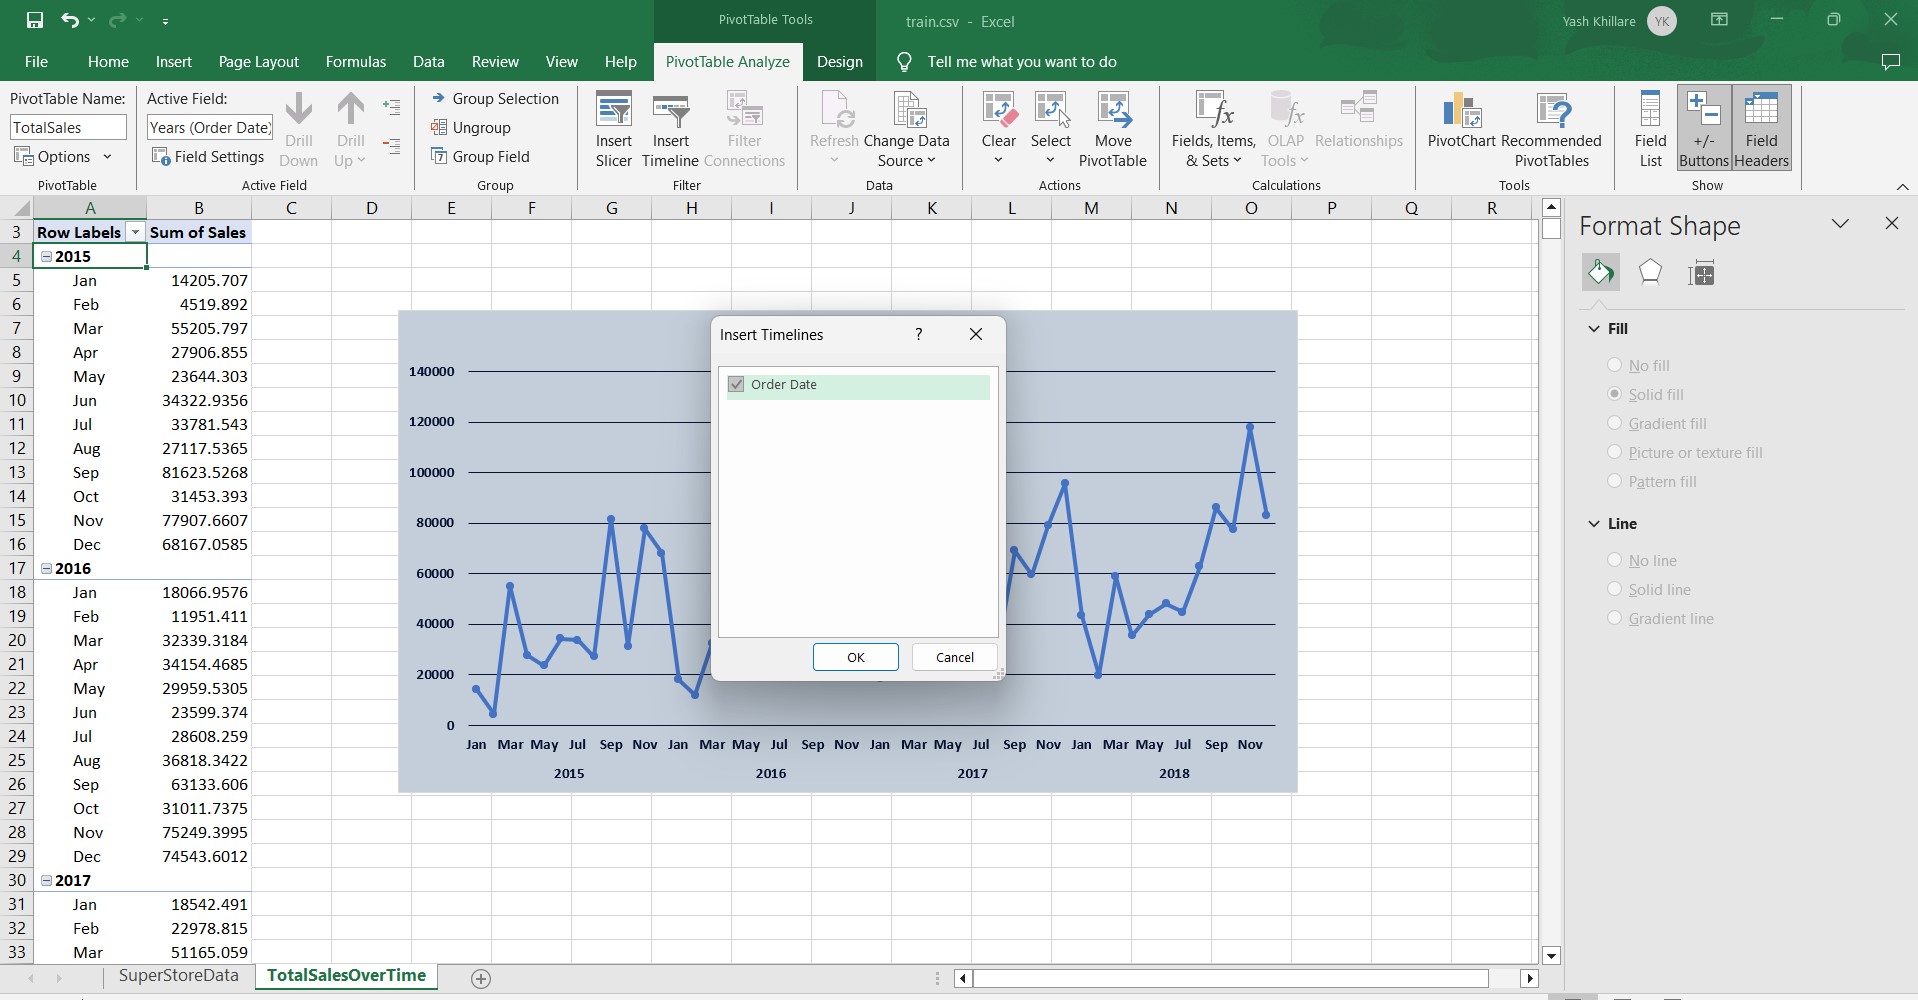 PivotTable Tools
train.csv - Excel
Yash Khillare YK
File Home Insert Page Layout Formulas Data Review View Help PivotTable Analyze Design Tell me what you want to do
PivotTable Name:
TotalSales
Options
PivotTable
Active Field:
Years (Order Date)
Field Settings
Drill Down
Drill Up
Active Field
Group Selection
Ungroup
Group Field
Group
Insert Slicer
Insert Timeline
Filter Connections
Filter
Refresh
Change Data Source
Data
Clear
Select
Move PivotTable
Actions
Fields, Items, & Sets
OLAP Tools
Relationships
Calculations
PivotChart
Recommended PivotTables
Tools
Field List
+/- Buttons
Field Headers
Show
A B C D E F G H I J K L M N O P Q R
3 Row Labels Sum of Sales
4 2015
5 Jan 14205.707
6 Feb 4519.892
7 Mar 55205.797
8 Apr 27906.855
9 May 23644.303
10 Jun 34322.9356
11 Jul 33781.543
12 Aug 27117.5365
13 Sep 81623.5268
14 Oct 31453.393
15 Nov 77907.6607
16 Dec 68167.0585
17 2016
18 Jan 18066.9576
19 Feb 11951.411
20 Mar 32339.3184
21 Apr 34154.4685
22 May 29959.5305
23 Jun 23599.374
24 Jul 28608.259
25 Aug 36818.3422
26 Sep 63133.606
27 Oct 31011.7375
28 Nov 75249.3995
29 Dec 74543.6012
30 2017
31 Jan 18542.491
32 Feb 22978.815
33 Mar 51165.059
140000
120000
100000
80000
60000
40000
20000
0
Jan Mar May Jul Sep Nov Jan Mar May Jul Sep Nov Jan Mar May Jul Sep Nov Jan Mar May Jul Sep Nov
2015 2016 2017 2018
Insert Timelines ?
Order Date
OK Cancel
Format Shape
Fill
No fill
Solid fill
Gradient fill
Picture or texture fill
Pattern fill
Line
No line
Solid line
Gradient line
SuperStoreData TotalSalesOverTime